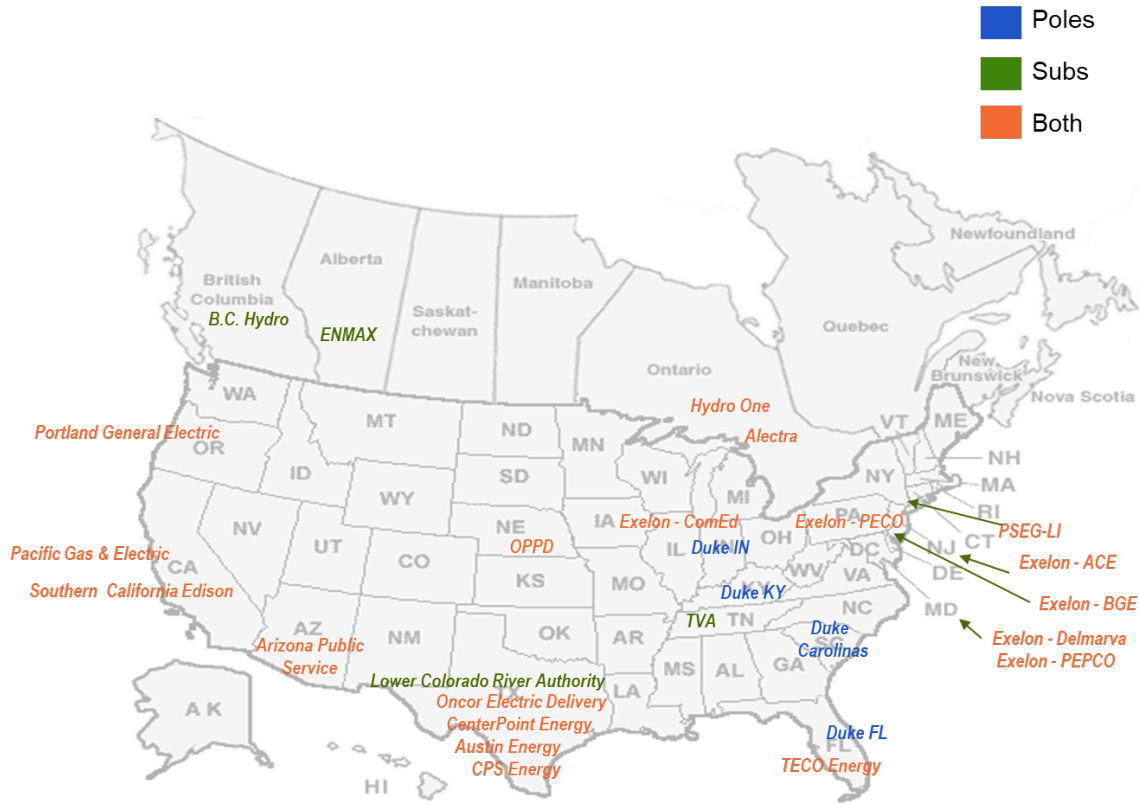 Poles
Subs
Both
Newfoundland
Alberta
British
Columbia
Manitoba
Saskat-
chewan
B.C. Hydro
ENMAX
Quebec
Ontario
New
Brunswick
Nova Scotia
Hydro One
Alectra
WA
MT
ND
MN
VT
ME
Portland General Electric
OR
ID
SD
WI
MI
NY
NH
MA
RI
WY
NE
IA
Exelon - ComEd
PA
Exelon - PECO
PSEG-LI
CT
NV
UT
CO
OPPD
IL
IN
Duke IN
OH
NJ
Exelon - ACE
DE
DC
Pacific Gas & Electric
CA
Southern California Edison
KS
MO
KY
Duke KY
WV
VA
MD
Exelon - BGE
Exelon - Delmarva
Exelon - PEPCO
AZ
NM
OK
AR
TVA
TN
NC
Duke
Carolinas
SC
Arizona Public
Service
MS
AL
GA
LA
Lower Colorado River Authority
TX
Oncor Electric Delivery
CenterPoint Energy
Austin Energy
CPS Energy
AK
HI
Duke FL
FL
TECO Energy